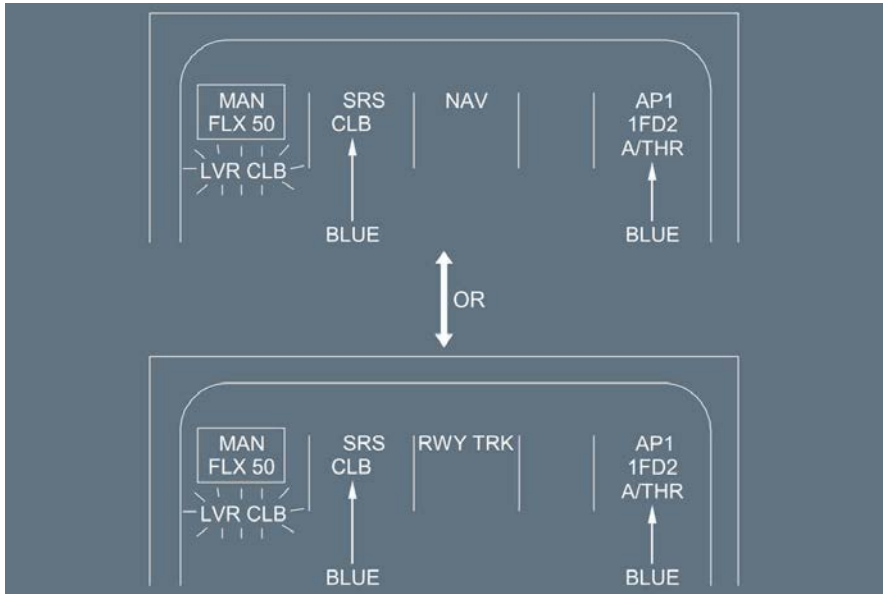 MAN SRS NAV AP1
FLX 50 CLB 1FD2
LVR CLB A/THR
BLUE BLUE
OR
MAN SRS RWY TRK AP1
FLX 50 CLB 1FD2
LVR CLB A/THR
BLUE BLUE